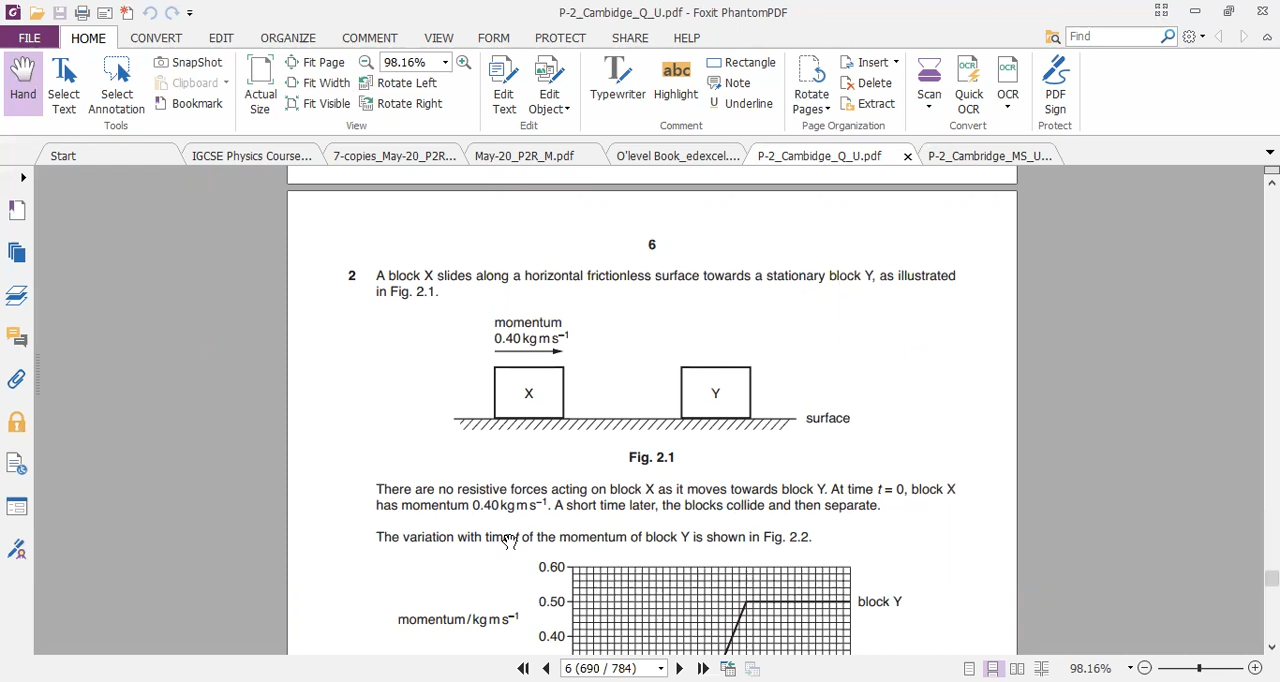 P-2_Cambidge_Q_U.pdf - Foxit PhantomPDF
FILE HOME CONVERT EDIT ORGANIZE COMMENT VIEW FORM PROTECT SHARE HELP Find
Hand
Select Text
Select Annotation
SnapShot
Clipboard
Bookmark
Tools
Actual Size
Fit Page
Fit Width
Fit Visible
98.16%
Rotate Left
Rotate Right
View
Edit Text
Edit Object
Edit
Typewriter
abc
Highlight
Rectangle
Note
U Underline
Comment
Rotate Pages
Insert
Delete
Extract
Page Organization
Scan
OCR
Quick OCR
OCR
OCR
Convert
PDF Sign
Protect
Start IGCSE Physics Course... 7-copies_May-20_P2R... May-20_P2R_M.pdf O'level Book_edexcel.... P-2_Cambidge_Q_U.pdf P-2_Cambridge_MS_U...
6
2 A block X slides along a horizontal frictionless surface towards a stationary block Y, as illustrated
in Fig. 2.1.
momentum
0.40 kg m s⁻¹
X Y
surface
Fig. 2.1
There are no resistive forces acting on block X as it moves towards block Y. At time t = 0, block X
has momentum 0.40 kg m s⁻¹. A short time later, the blocks collide and then separate.
The variation with time t of the momentum of block Y is shown in Fig. 2.2.
0.60
0.50 block Y
momentum / kg m s⁻¹
0.40
6 (690 / 784) 98.16%